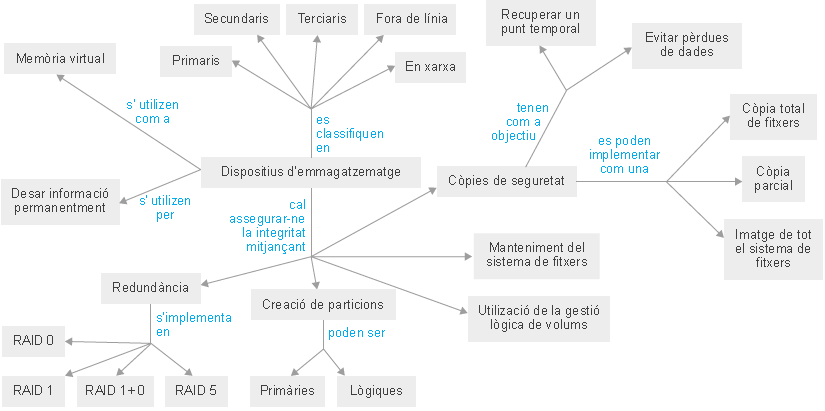 Secundaris
Terciaris
Fora de línia
Recuperar un
punt temporal
Evitar pèrdues
de dades
Memòria virtual
Primaris
En xarxa
s' utilitzen
com a
es
classifiquen
en
tenen
com a
objectiu
es poden
implementar
com una
Còpia total
de fitxers
Dispositius d'emmagatzematge
Còpies de seguretat
Còpia
parcial
Desar informació
permanentment
s' utilizen
per
cal
assegurar-ne
la integritat
mitjançant
Imatge de tot
el sistema de
fitxers
Manteniment del
sistema de fitxers
Redundància
Creació de particions
Utilizació de la gestió
lògica de volums
s'implementa
en
poden ser
RAID 0
RAID 1
RAID 1+0
RAID 5
Primàries
Lògiques